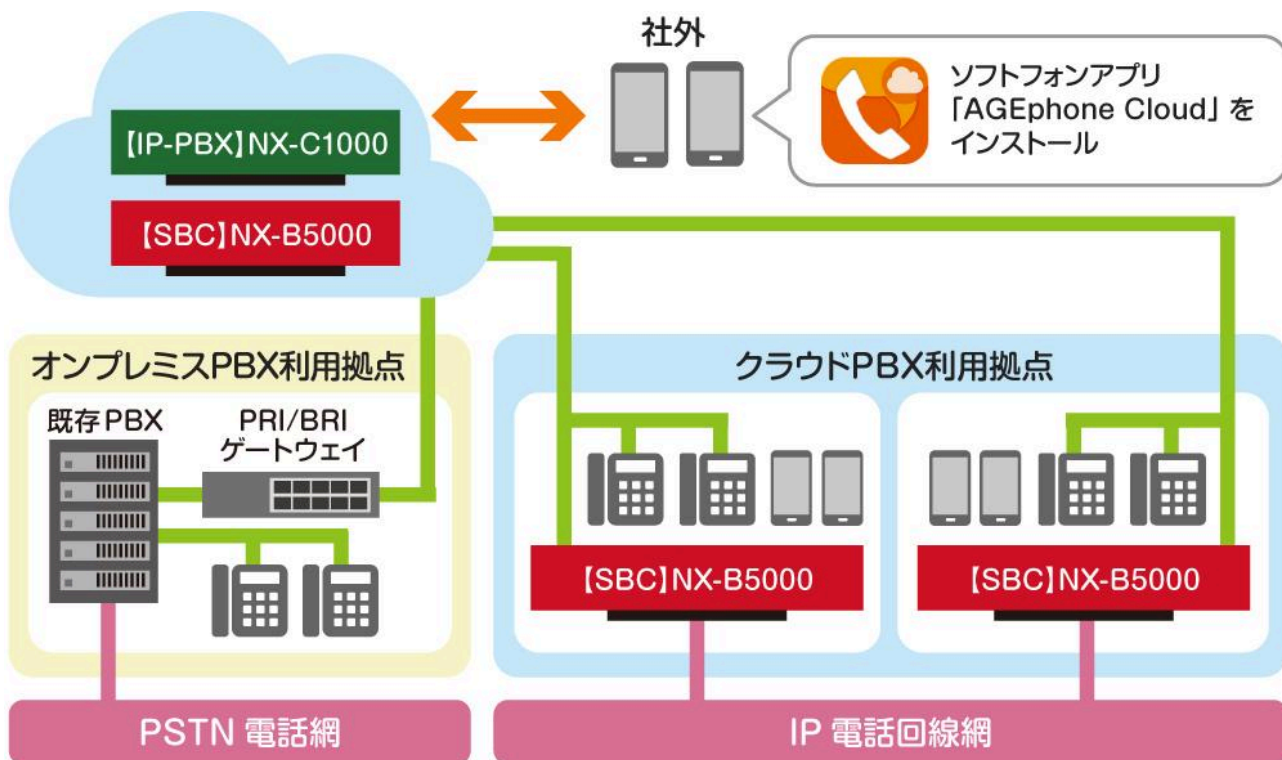 社外
ソフトフォンアプリ
「AGEphone Cloud」を
インストール
【IP-PBX】NX-C1000
【SBC】NX-B5000
オンプレミスPBX利用拠点
既存PBX
PRI/BRI
ゲートウェイ
クラウドPBX利用拠点
【SBC】NX-B5000
【SBC】NX-B5000
PSTN 電話網
IP 電話回線網